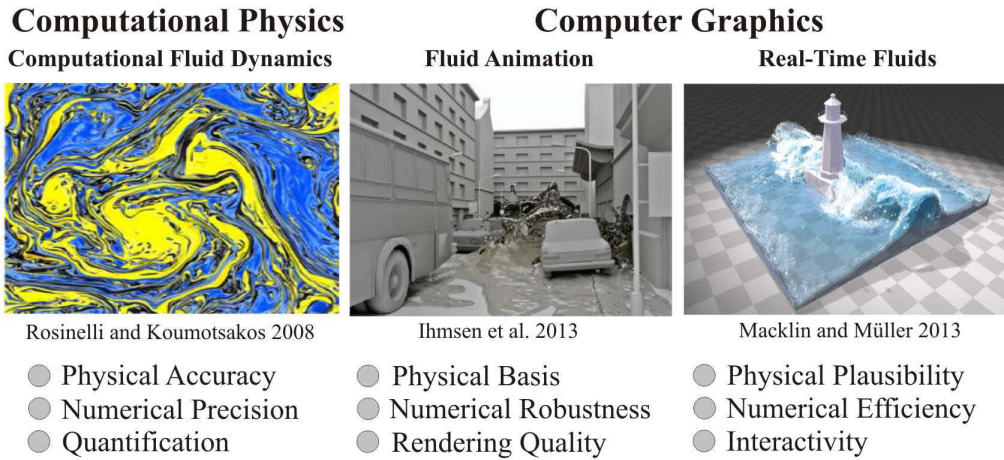 Computational Physics
Computer Graphics
Computational Fluid Dynamics
Fluid Animation
Real-Time Fluids
Rosinelli and Koumotsakos 2008
Ihmsen et al. 2013
Macklin and Müller 2013
Physical Accuracy
Numerical Precision
Quantification
Physical Basis
Numerical Robustness
Rendering Quality
Physical Plausibility
Numerical Efficiency
Interactivity